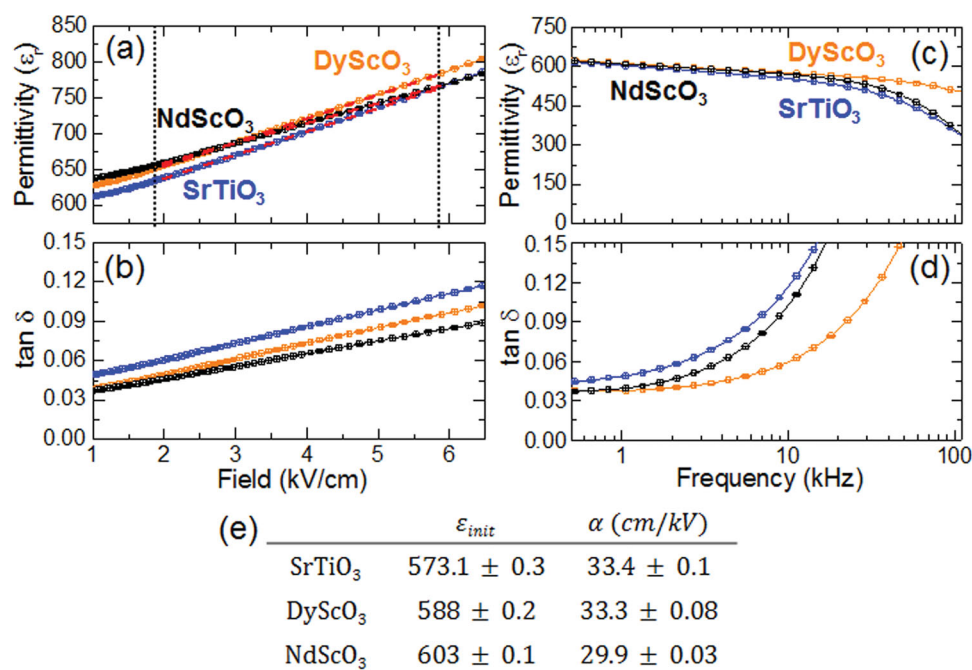 (a)
DyScO₃
NdScO₃
SrTiO₃
Permittivity (εᵣ)
850
800
750
700
650
600
(c)
DyScO₃
NdScO₃
SrTiO₃
Permittivity (εᵣ)
750
600
450
300
150
0
(b)
tan δ
0.15
0.12
0.09
0.06
0.03
0.00
1 2 3 4 5 6
Field (kV/cm)
(d)
tan δ
0.15
0.12
0.09
0.06
0.03
0.00
1 10 100
Frequency (kHz)
(e) ε_init α (cm/kV)
SrTiO₃ 573.1 ± 0.3 33.4 ± 0.1
DyScO₃ 588 ± 0.2 33.3 ± 0.08
NdScO₃ 603 ± 0.1 29.9 ± 0.03